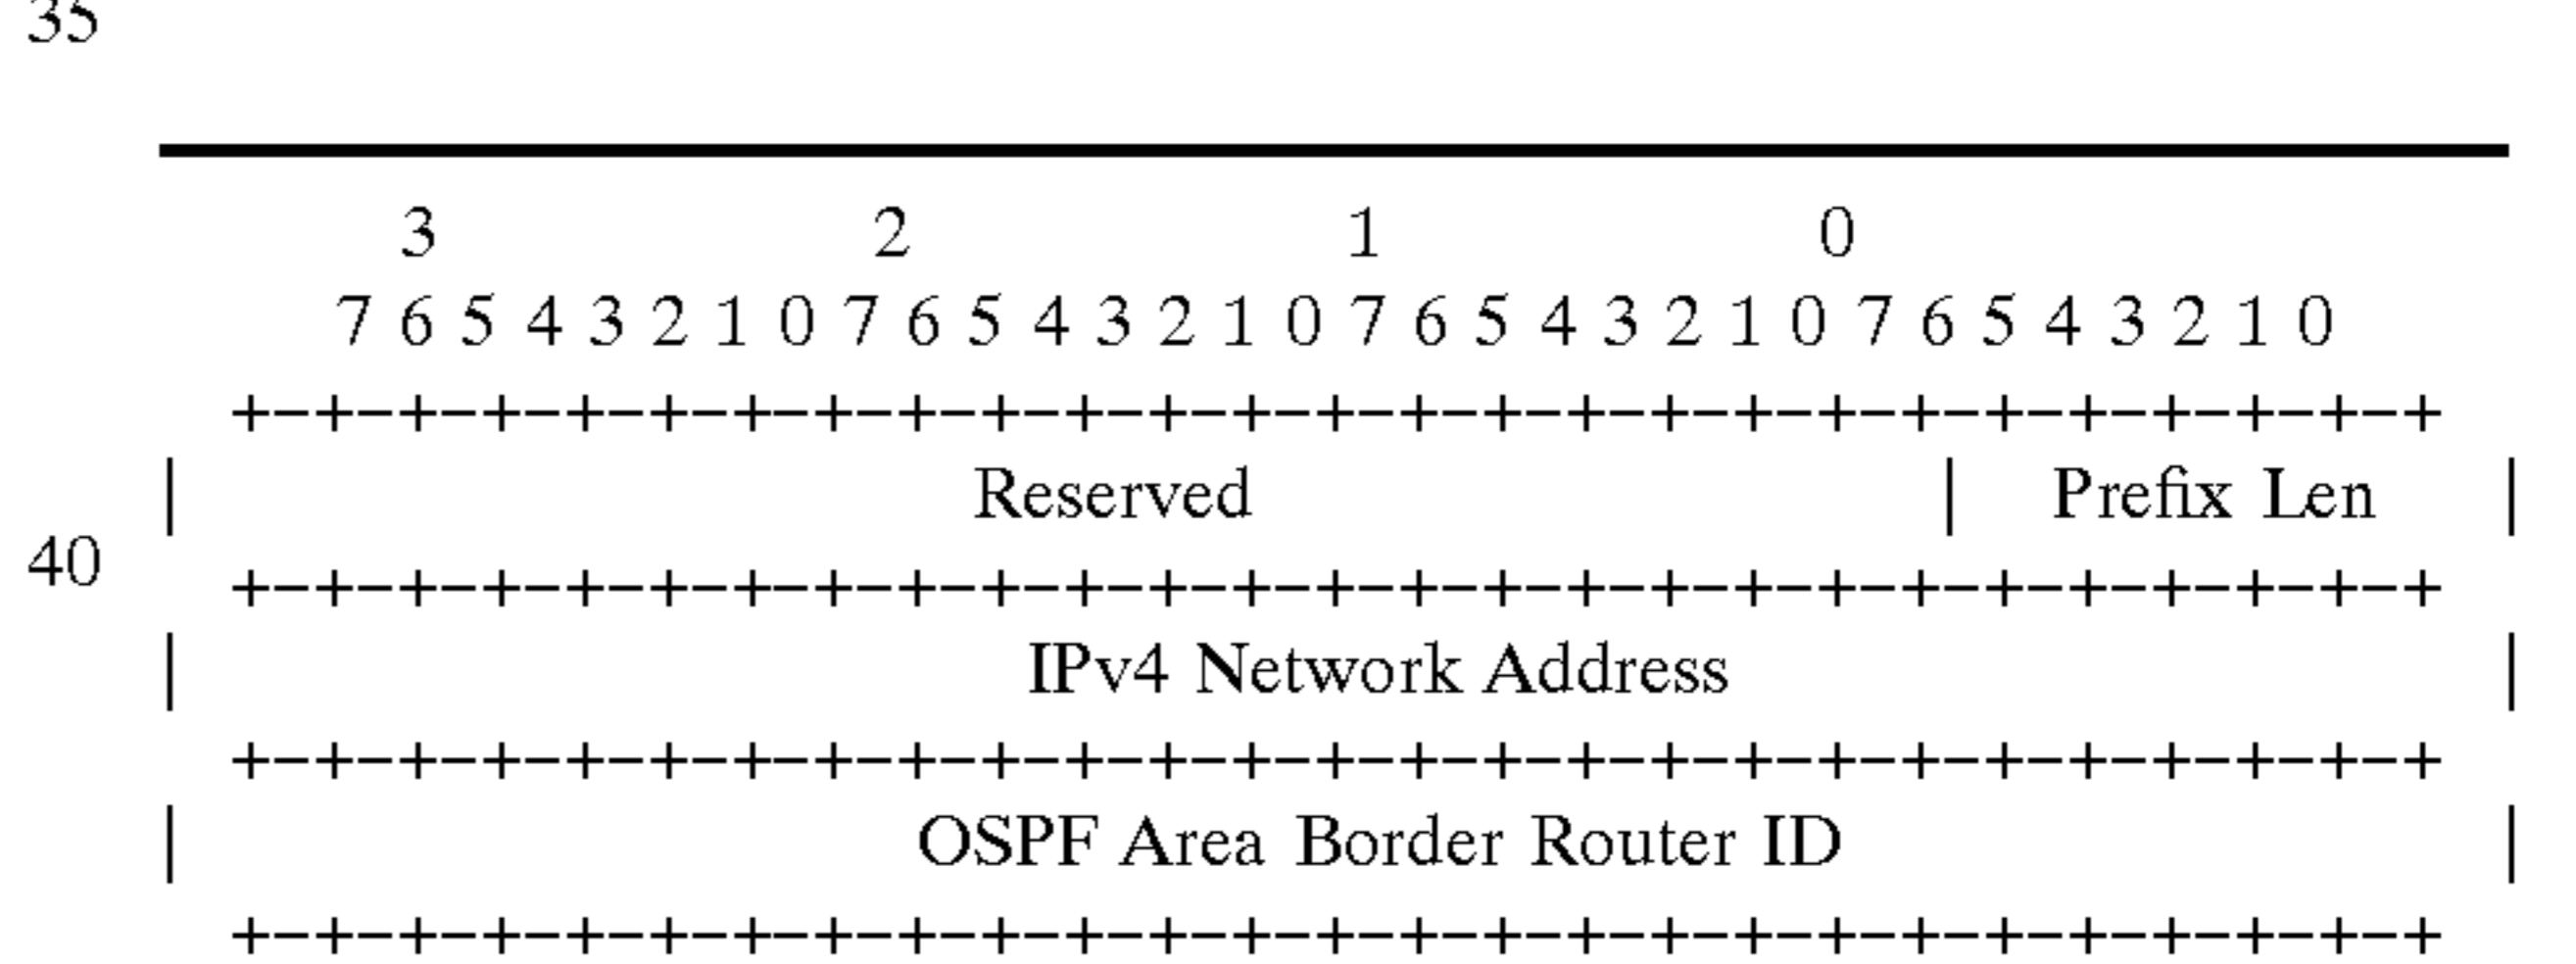 35
3 2 1 0
7 6 5 4 3 2 1 0 7 6 5 4 3 2 1 0 7 6 5 4 3 2 1 0 7 6 5 4 3 2 1 0
+−+−+−+−+−+−+−+−+−+−+−+−+−+−+−+−+−+−+−+−+−+−+−+−+−+−+
| Reserved | Prefix Len |
40
+−+−+−+−+−+−+−+−+−+−+−+−+−+−+−+−+−+−+−+−+−+−+−+−+−+−+
| IPv4 Network Address |
+−+−+−+−+−+−+−+−+−+−+−+−+−+−+−+−+−+−+−+−+−+−+−+−+−+−+
| OSPF Area Border Router ID |
+−+−+−+−+−+−+−+−+−+−+−+−+−+−+−+−+−+−+−+−+−+−+−+−+−+−+